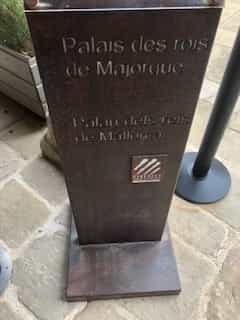 Palais des rois
de Majorque
Palau dels reis
de Mallorca